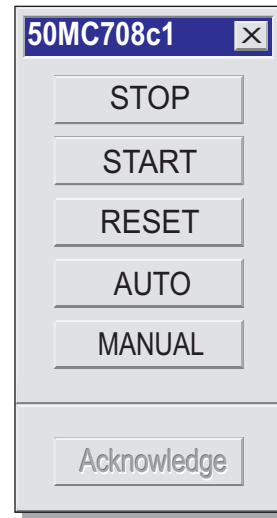 50MC708c1
STOP
START
RESET
AUTO
MANUAL
Acknowledge